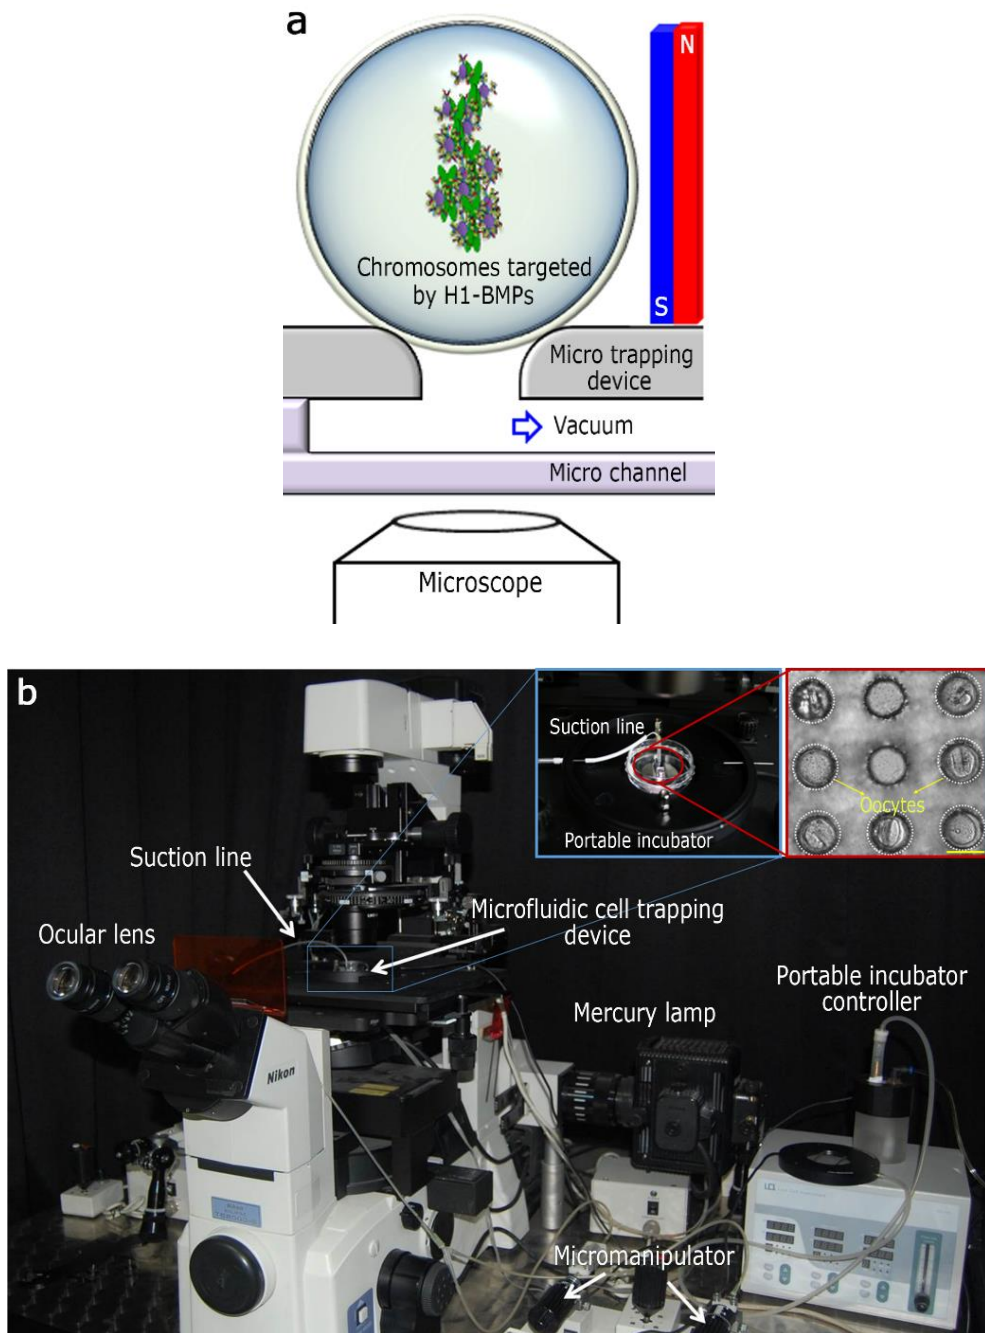 a
N
Chromosomes targeted
by H1-BMPs
S
Micro trapping
device
Vacuum
Micro channel
Microscope
b
Suction line
Portable incubator
Oocytes
Suction line
Ocular lens
Microfluidic cell trapping
device
Mercury lamp
Portable incubator
controller
Nikon
Micromanipulator